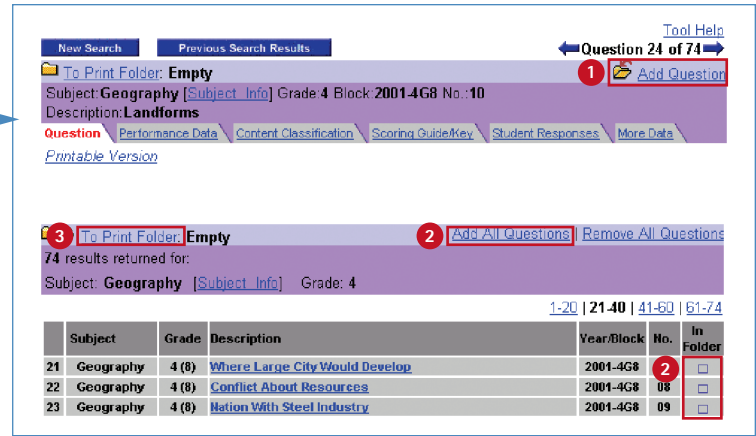 Tool Help
New Search Previous Search Results Question 24 of 74
To Print Folder: Empty 1 Add Question
Subject:Geography [Subject Info] Grade:4 Block:2001-4G8 No.:10
Description:Landforms
Question Performance Data Content Classification Scoring Guide/Key Student Responses More Data
Printable Version
3 To Print Folder: Empty 2 Add All Questions | Remove All Questions
74 results returned for:
Subject: Geography [Subject Info] Grade: 4
1-20 | 21-40 | 41-60 | 61-74
Subject Grade Description Year/Block No. In Folder
21 Geography 4 (8) Where Large City Would Develop 2001-4G8 2
22 Geography 4 (8) Conflict About Resources 2001-4G8 08
23 Geography 4 (8) Nation With Steel Industry 2001-4G8 09